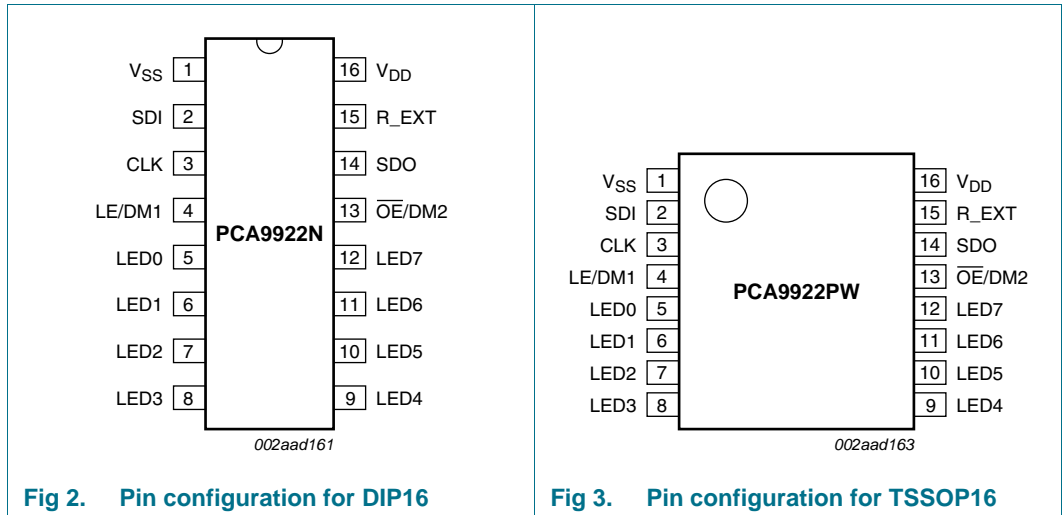 VSS 1 16 VDD
SDI 2 15 R_EXT
CLK 3 14 SDO
LE/DM1 4 13 OE/DM2
PCA9922N
LED0 5 12 LED7
LED1 6 11 LED6
LED2 7 10 LED5
LED3 8 9 LED4
002aad161
Fig 2. Pin configuration for DIP16
VSS 1 16 VDD
SDI 2 15 R_EXT
CLK 3 14 SDO
LE/DM1 4 13 OE/DM2
PCA9922PW
LED0 5 12 LED7
LED1 6 11 LED6
LED2 7 10 LED5
LED3 8 9 LED4
002aad163
Fig 3. Pin configuration for TSSOP16